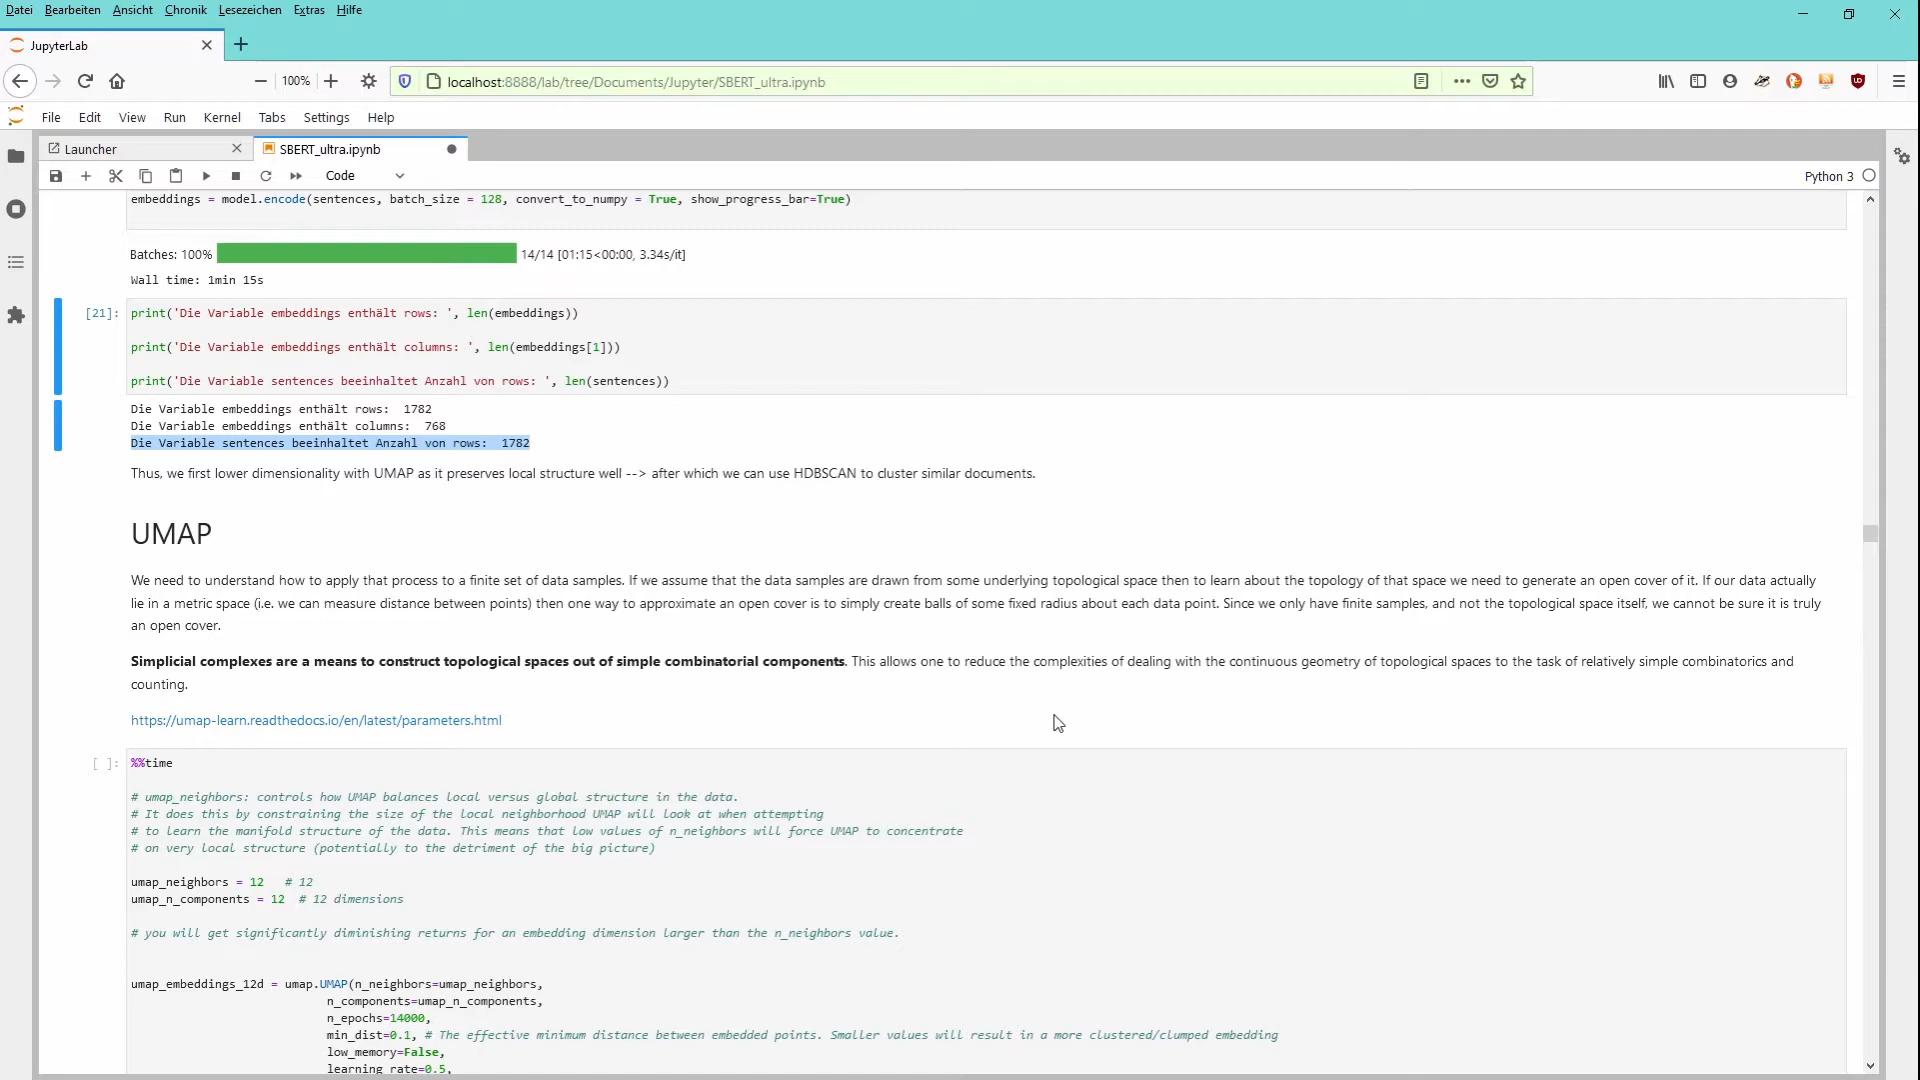 Datei Bearbeiten Ansicht Chronik Lesezeichen Extras Hilfe
JupyterLab
100%
localhost:8888/lab/tree/Documents/Jupyter/SBERT_ultra.ipynb
File Edit View Run Kernel Tabs Settings Help
Launcher SBERT_ultra.ipynb
Code Python 3
embeddings = model.encode(sentences, batch_size = 128, convert_to_numpy = True, show_progress_bar=True)
Batches: 100% 14/14 [01:15<00:00, 3.34s/it]
Wall time: 1min 15s
[21]: print('Die Variable embeddings enthält rows: ', len(embeddings))
print('Die Variable embeddings enthält columns: ', len(embeddings[1]))
print('Die Variable sentences beeinhaltet Anzahl von rows: ', len(sentences))
Die Variable embeddings enthält rows:  1782
Die Variable embeddings enthält columns:  768
Die Variable sentences beeinhaltet Anzahl von rows:  1782
Thus, we first lower dimensionality with UMAP as it preserves local structure well --> after which we can use HDBSCAN to cluster similar documents.
UMAP
We need to understand how to apply that process to a finite set of data samples. If we assume that the data samples are drawn from some underlying topological space then to learn about the topology of that space we need to generate an open cover of it. If our data actually
lie in a metric space (i.e. we can measure distance between points) then one way to approximate an open cover is to simply create balls of some fixed radius about each data point. Since we only have finite samples, and not the topological space itself, we cannot be sure it is truly
an open cover.
Simplicial complexes are a means to construct topological spaces out of simple combinatorial components. This allows one to reduce the complexities of dealing with the continuous geometry of topological spaces to the task of relatively simple combinatorics and
counting.
https://umap-learn.readthedocs.io/en/latest/parameters.html
[ ]: %%time
# umap_neighbors: controls how UMAP balances local versus global structure in the data.
# It does this by constraining the size of the local neighborhood UMAP will look at when attempting
# to learn the manifold structure of the data. This means that low values of n_neighbors will force UMAP to concentrate
# on very local structure (potentially to the detriment of the big picture)
umap_neighbors = 12   # 12
umap_n_components = 12  # 12 dimensions
# you will get significantly diminishing returns for an embedding dimension larger than the n_neighbors value.
umap_embeddings_12d = umap.UMAP(n_neighbors=umap_neighbors,
n_components=umap_n_components,
n_epochs=14000,
min_dist=0.1, # The effective minimum distance between embedded points. Smaller values will result in a more clustered/clumped embedding
low_memory=False,
learning_rate=0.5,